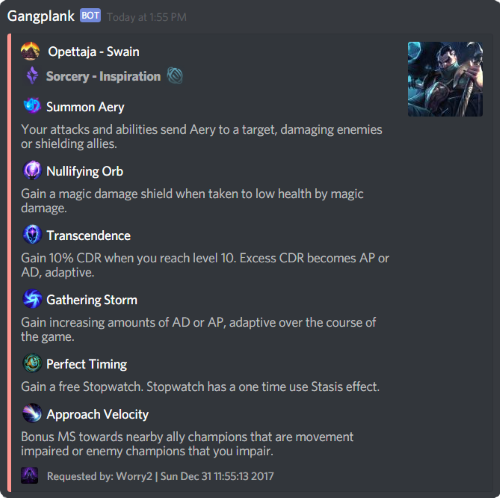 Gangplank BOT Today at 1:55 PM
Opettaja - Swain
Sorcery - Inspiration
Summon Aery
Your attacks and abilities send Aery to a target, damaging enemies
or shielding allies.
Nullifying Orb
Gain a magic damage shield when taken to low health by magic
damage.
Transcendence
Gain 10% CDR when you reach level 10. Excess CDR becomes AP or
AD, adaptive.
Gathering Storm
Gain increasing amounts of AD or AP, adaptive over the course of
the game.
Perfect Timing
Gain a free Stopwatch. Stopwatch has a one time use Stasis effect.
Approach Velocity
Bonus MS towards nearby ally champions that are movement
impaired or enemy champions that you impair.
Requested by: Worry2 | Sun Dec 31 11:55:13 2017